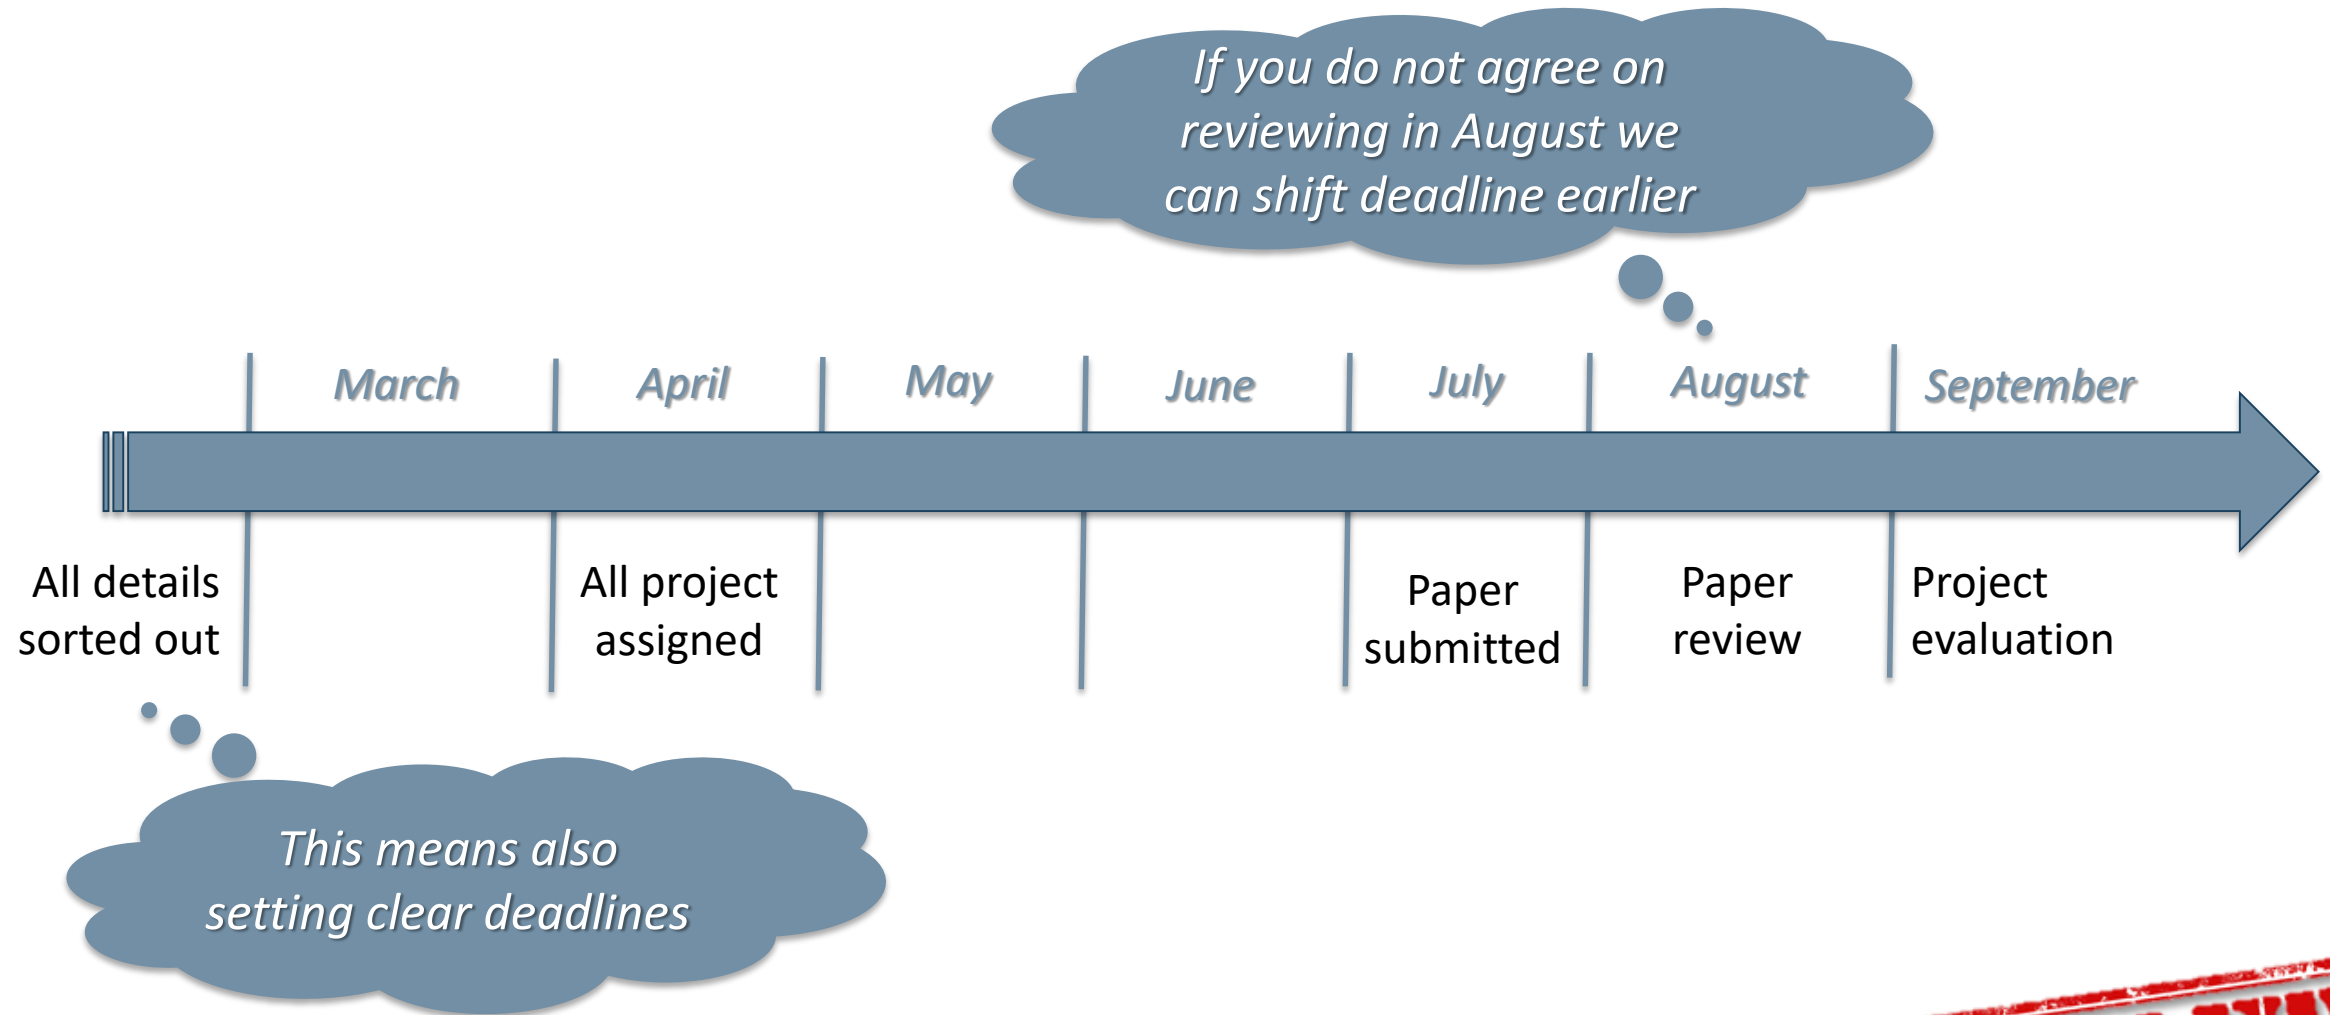 If you do not agree on
reviewing in August we
can shift deadline earlier
March
April
May
June
July
August
September
All details
sorted out
All project
assigned
Paper
submitted
Paper
review
Project
evaluation
This means also
setting clear deadlines